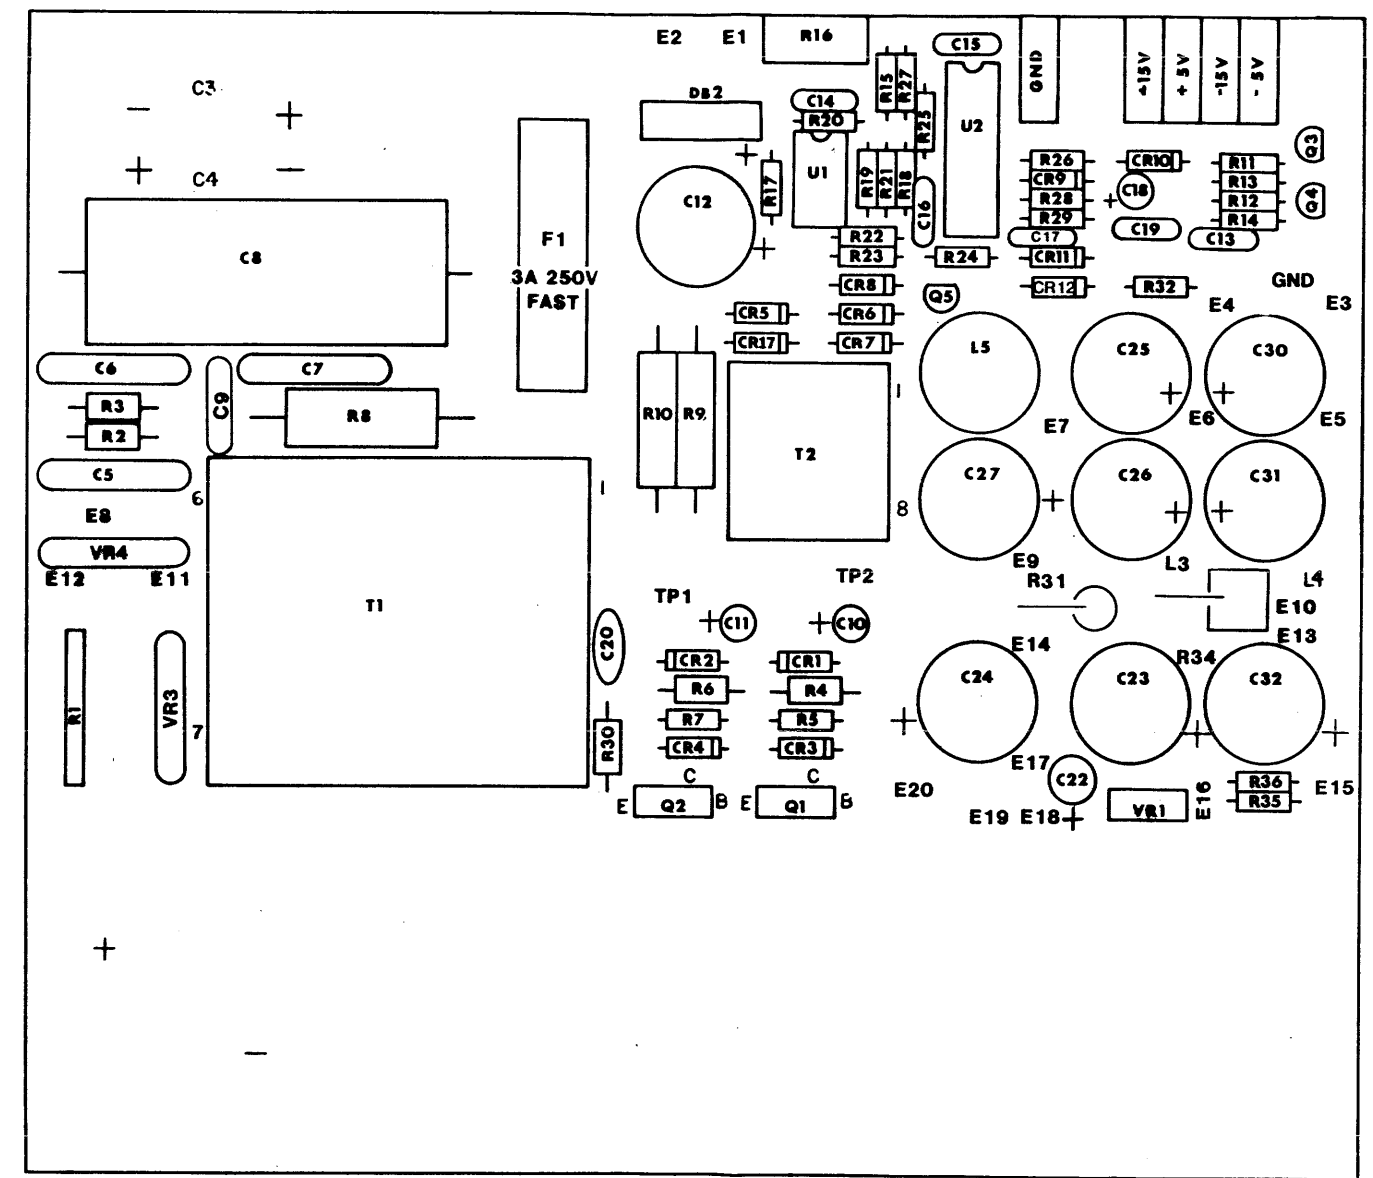 E2 E1 R16
C15
GND
+15V
+ 5V
-15V
- 5V
C3
DB2
C14
R20
R15
R27
R25
U2
Q3
C4
R17
U1
R19
R21
R18
C16
R26 CR10 R11
CR9 C18 R13
R28 R12
R29 R14
Q4
C12
C19
C17 C13
R22
R23
R24
CR11
F1
3A 250V
FAST
C8
CR8
Q5
CR12 R32
GND
E4 E3
CR5 CR6
CR17 CR7
L5 C25 C30
C6 C7
C9
R3
R2
R8
R10 R9
1
T2
8
E7 E6 E5
C5
6
1
C27 C26 C31
E8
VR4
E12 E11
E9
R31
L3
L4
E10
E13
TP2
TP1
T1
C11 C10
C20
E14
R34
CR2 CR1
R6 R4
R7 R5
CR4 CR3
C24 C23 C32
R1
VR3
7
R30
C C
E Q2 B E Q1 B
E17
C22
R36
R35
E15
E20
E19 E18
VR1
E16
+
-